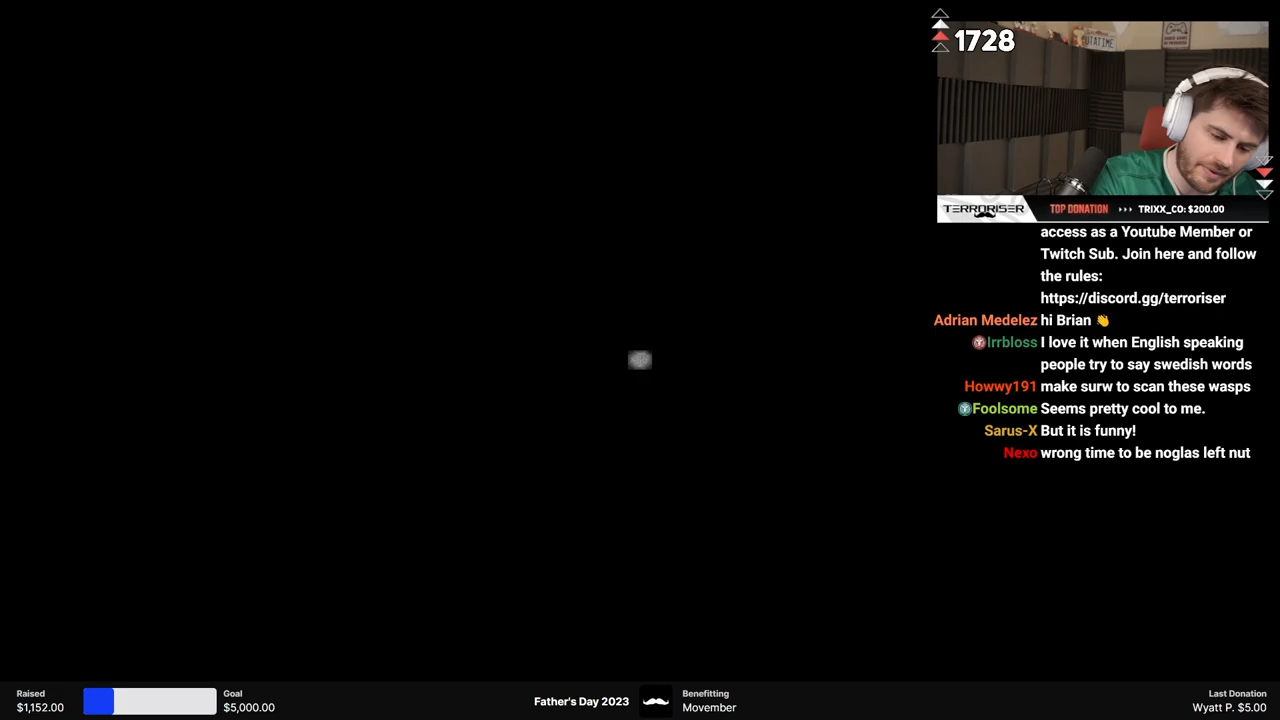 1728
UTATIME
TERRORISER
TOP DONATION
TRIXX_CO: $200.00
access as a Youtube Member or
Twitch Sub. Join here and follow
the rules:
https://discord.gg/terroriser
Adrian Medelez hi Brian 👋
Irrbloss I love it when English speaking
people try to say swedish words
Howwy191 make surw to scan these wasps
Foolsome Seems pretty cool to me.
Sarus-X But it is funny!
Nexo wrong time to be noglas left nut
Raised
$1,152.00
Goal
$5,000.00
Father's Day 2023
Benefitting
Movember
Last Donation
Wyatt P. $5.00